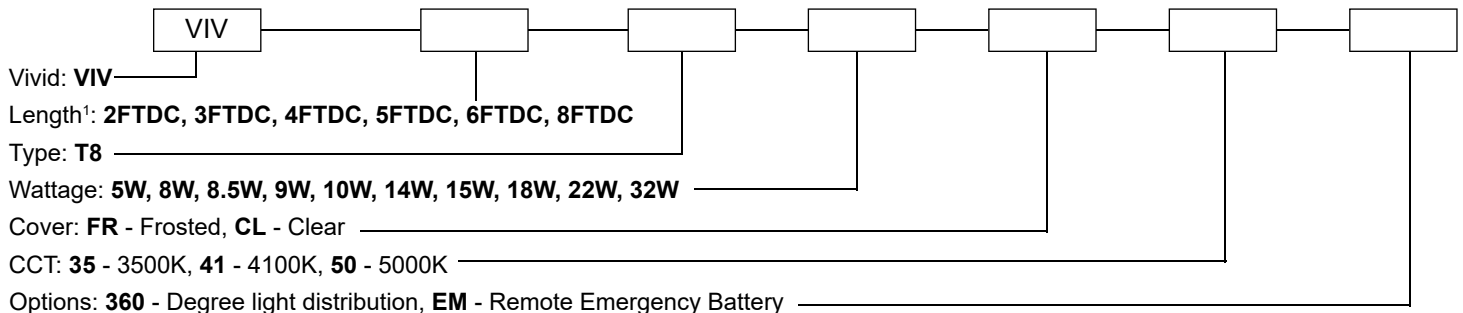 VIV
Vivid: VIV
Length¹: 2FTDC, 3FTDC, 4FTDC, 5FTDC, 6FTDC, 8FTDC
Type: T8
Wattage: 5W, 8W, 8.5W, 9W, 10W, 14W, 15W, 18W, 22W, 32W
Cover: FR - Frosted, CL - Clear
CCT: 35 - 3500K, 41 - 4100K, 50 - 5000K
Options: 360 - Degree light distribution, EM - Remote Emergency Battery